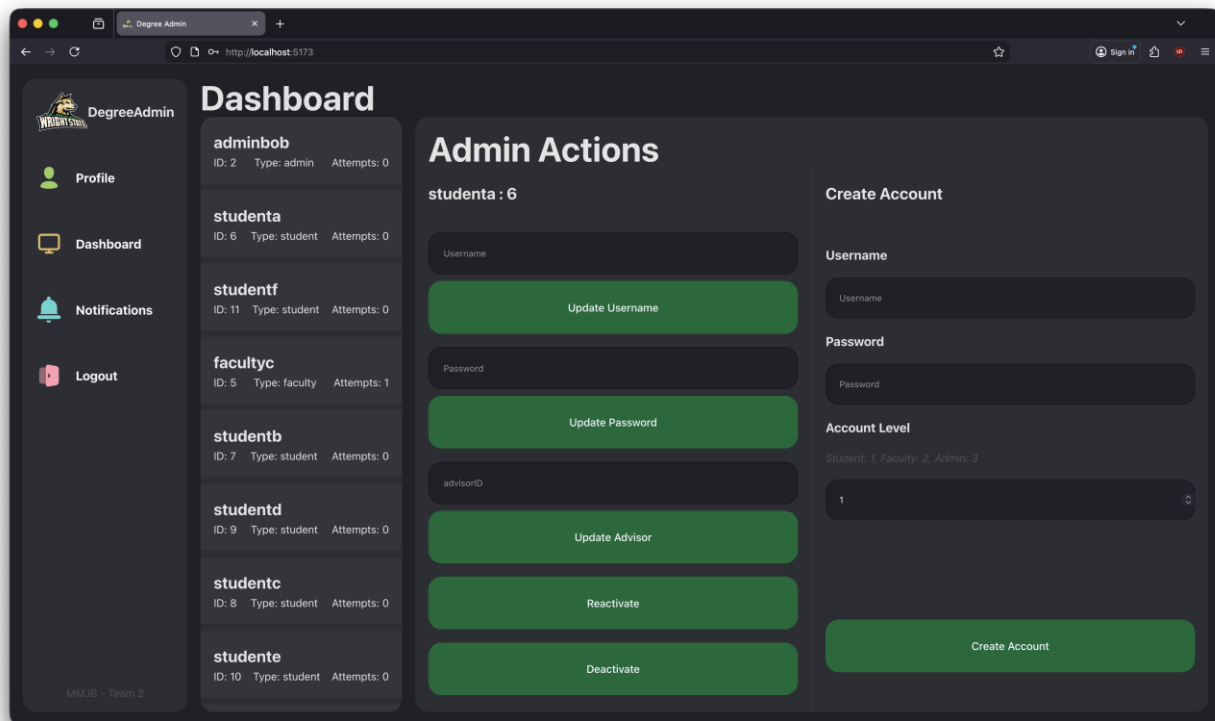 Degree Admin
http://localhost:5173
Sign in
WRIGHT STATE
DegreeAdmin
Profile
Dashboard
Notifications
Logout
MMJB - Team 2
Dashboard
adminbob
ID: 2 Type: admin Attempts: 0
studenta
ID: 6 Type: student Attempts: 0
studentf
ID: 11 Type: student Attempts: 0
facultyc
ID: 5 Type: faculty Attempts: 1
studentb
ID: 7 Type: student Attempts: 0
studentd
ID: 9 Type: student Attempts: 0
studentc
ID: 8 Type: student Attempts: 0
studente
ID: 10 Type: student Attempts: 0
Admin Actions
studenta : 6
Username
Update Username
Password
Update Password
advisorID
Update Advisor
Reactivate
Deactivate
Create Account
Username
Username
Password
Password
Account Level
Student: 1, Faculty: 2, Admin: 3
1
Create Account